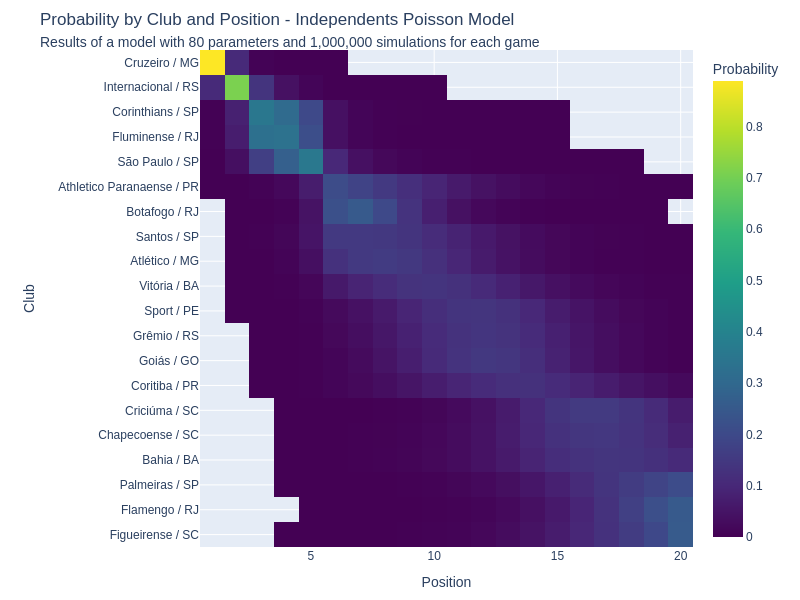 Probability by Club and Position - Independents Poisson Model
Results of a model with 80 parameters and 1,000,000 simulations for each game
Probability
Cruzeiro / MG
Internacional / RS
Corinthians / SP
Fluminense / RJ
São Paulo / SP
Athletico Paranaense / PR
Botafogo / RJ
Santos / SP
Atlético / MG
Vitória / BA
Sport / PE
Grêmio / RS
Goiás / GO
Coritiba / PR
Criciúma / SC
Chapecoense / SC
Bahia / BA
Palmeiras / SP
Flamengo / RJ
Figueirense / SC
Club
5
10
15
20
Position
0.8
0.7
0.6
0.5
0.4
0.3
0.2
0.1
0